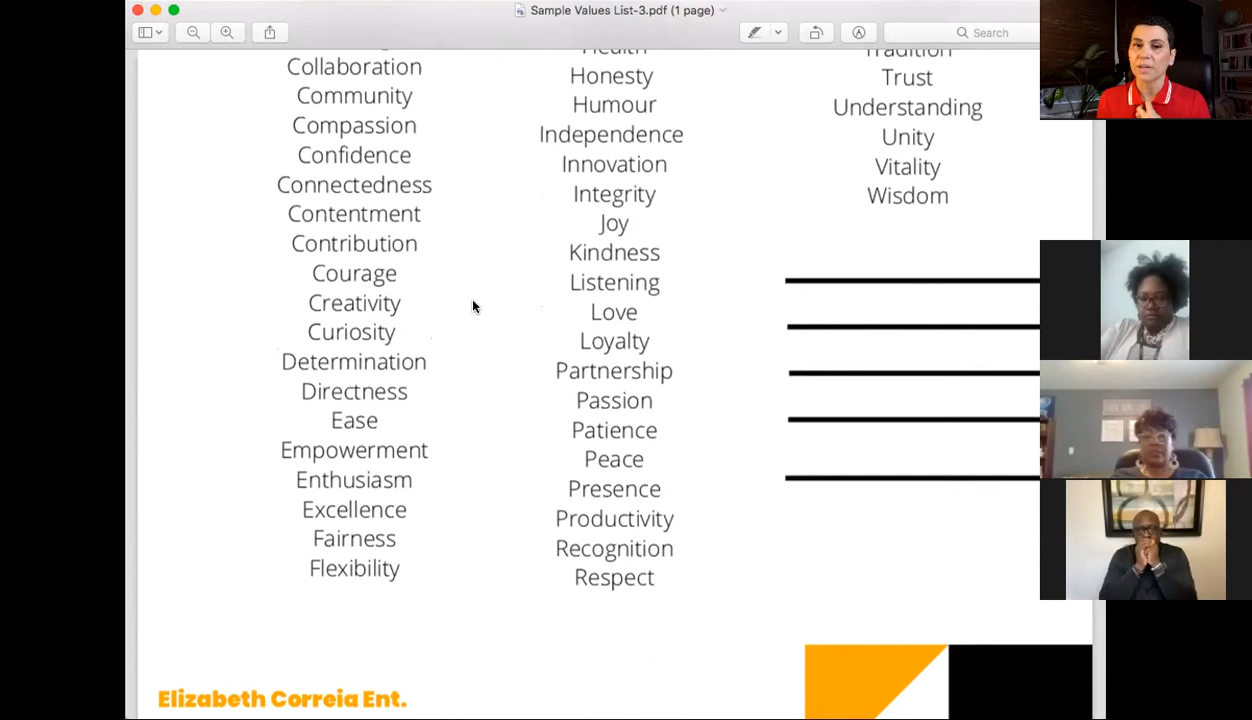 Sample Values List-3.pdf (1 page)
Search
Collaboration
Community
Compassion
Confidence
Connectedness
Contentment
Contribution
Courage
Creativity
Curiosity
Determination
Directness
Ease
Empowerment
Enthusiasm
Excellence
Fairness
Flexibility
Health
Honesty
Humour
Independence
Innovation
Integrity
Joy
Kindness
Listening
Love
Loyalty
Partnership
Passion
Patience
Peace
Presence
Productivity
Recognition
Respect
Tradition
Trust
Understanding
Unity
Vitality
Wisdom
Elizabeth Correia Ent.